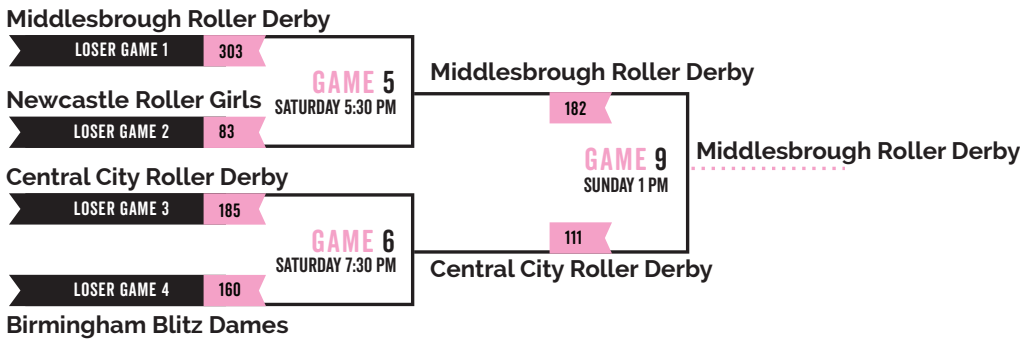 Middlesbrough Roller Derby
LOSER GAME 1 303
GAME 5
SATURDAY 5:30 PM
Newcastle Roller Girls
LOSER GAME 2 83
Central City Roller Derby
LOSER GAME 3 185
GAME 6
SATURDAY 7:30 PM
LOSER GAME 4 160
Birmingham Blitz Dames
Middlesbrough Roller Derby
182
GAME 9
SUNDAY 1 PM
111
Central City Roller Derby
Middlesbrough Roller Derby